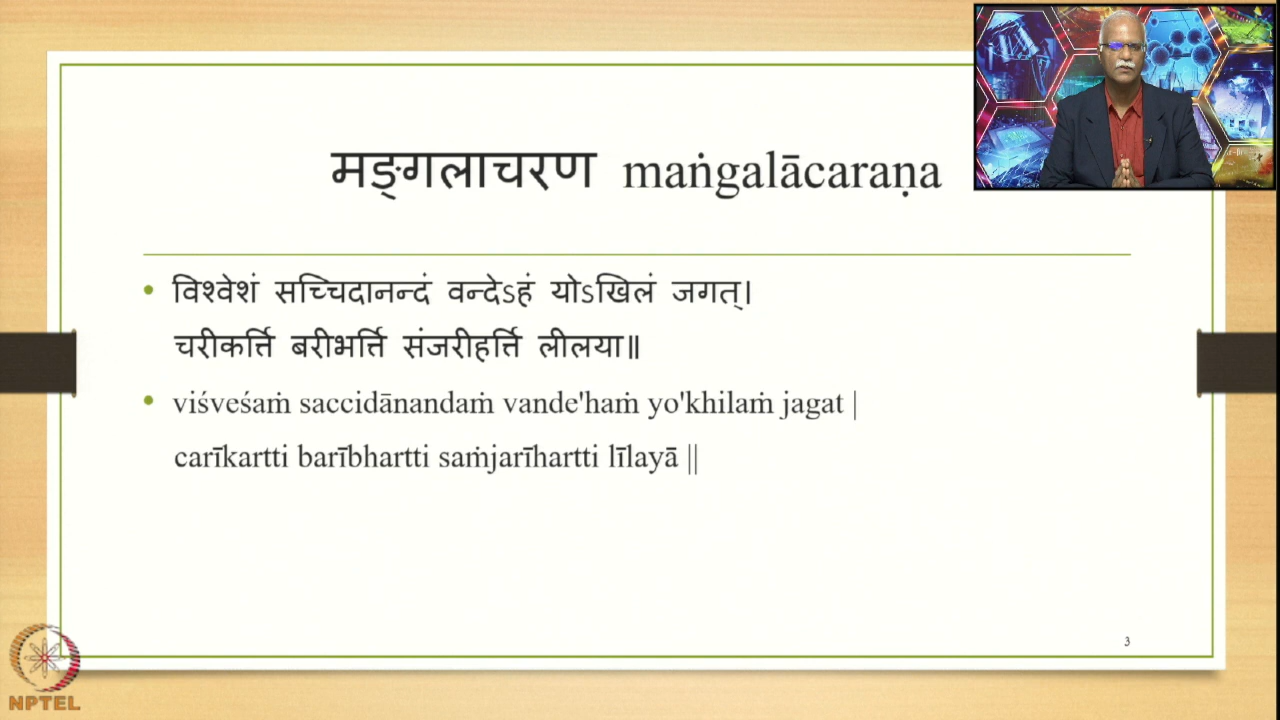 मङ्गलाचरण maṅgalācaraṇa
• विश्वेशं सच्चिदानन्दं वन्देऽहं योऽखिलं जगत्।
चरीकर्त्ति बरीभर्त्ति संजरीहर्त्ति लीलया॥
• viśveśaṁ saccidānandaṁ vande'haṁ yo'khilaṁ jagat |
carīkartti barībhartti saṁjarīhartti līlayā ||
3
NPTEL